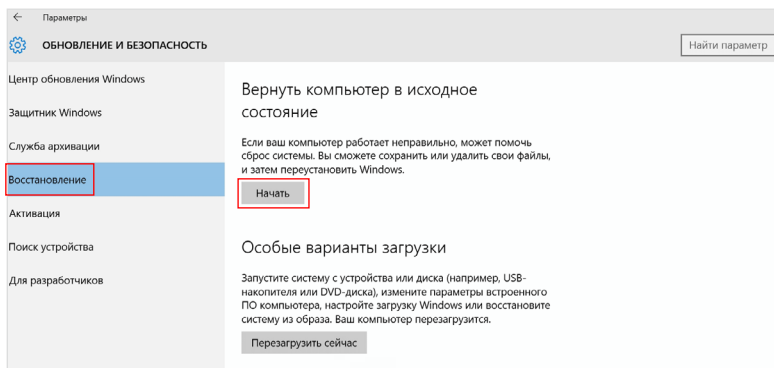 Параметры
ОБНОВЛЕНИЕ И БЕЗОПАСНОСТЬ
Найти параметр
Центр обновления Windows
Защитник Windows
Служба архивации
Восстановление
Активация
Поиск устройства
Для разработчиков
Вернуть компьютер в исходное
состояние
Если ваш компьютер работает неправильно, может помочь
сброс системы. Вы сможете сохранить или удалить свои файлы,
и затем переустановить Windows.
Начать
Особые варианты загрузки
Запустите систему с устройства или диска (например, USB-
накопителя или DVD-диска), измените параметры встроенного
ПО компьютера, настройте загрузку Windows или восстановите
систему из образа. Ваш компьютер перезагрузится.
Перезагрузить сейчас